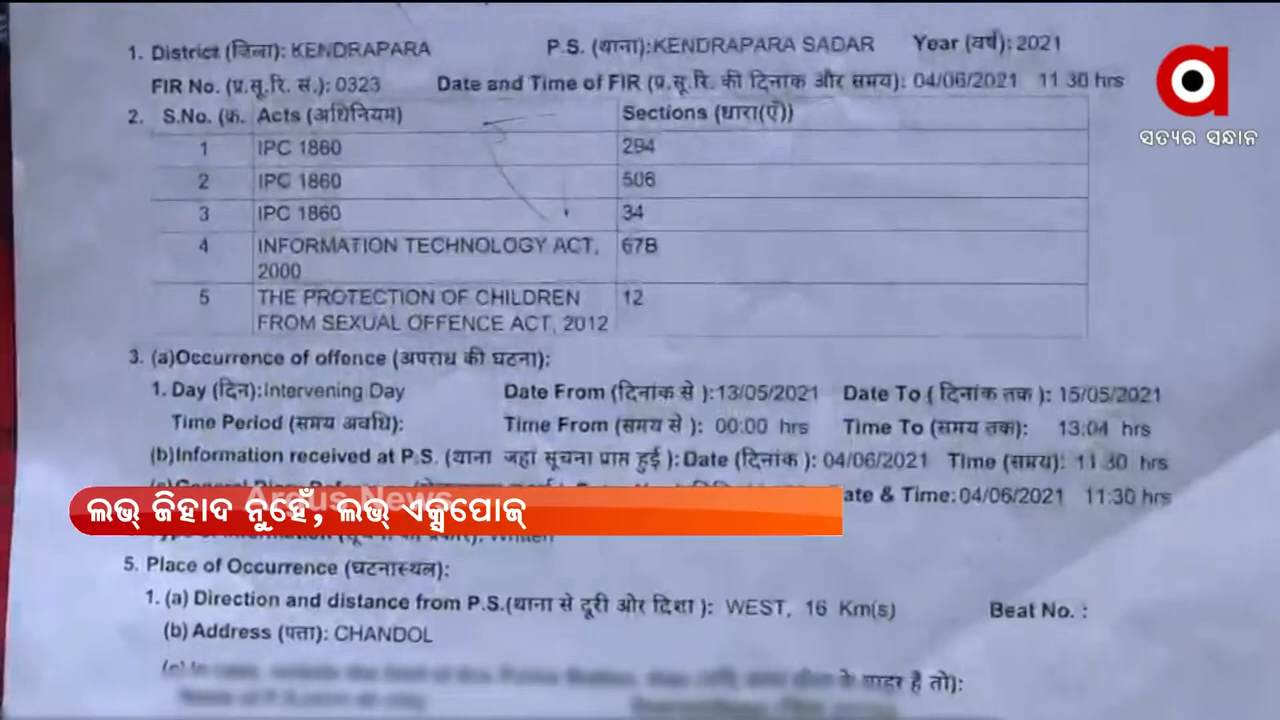 1. District (जिला): KENDRAPARA P.S. (थाना):KENDRAPARA SADAR Year (वर्ष): 2021
FIR No. (प्र.सू.रि. सं.): 0323 Date and Time of FIR (प्र.सू.रि. की दिनांक और समय): 04/06/2021 11 30 hrs
2. S.No. (क्र. Acts (अधिनियम) Sections (धारा(एँ))
1 IPC 1860 294
2 IPC 1860 506
3 IPC 1860 34
4 INFORMATION TECHNOLOGY ACT, 2000 67B
5 THE PROTECTION OF CHILDREN FROM SEXUAL OFFENCE ACT, 2012 12
3. (a)Occurrence of offence (अपराध की घटना):
1. Day (दिन):Intervening Day Date From (दिनांक से ):13/05/2021 Date To ( दिनांक तक ): 15/05/2021
Time Period (समय अवधि): Time From (समय से ): 00:00 hrs Time To (समय तक): 13:04 hrs
(b)Information received at P.S. (थाना जहां सूचना प्राप्त हुई ):Date (दिनांक ): 04/06/2021 Time (समय): 11 30 hrs
ate & Time:04/06/2021 11:30 hrs
Written
5. Place of Occurrence (घटनास्थल):
1. (a) Direction and distance from P.S.(थाना से दूरी ओर दिशा ): WEST, 16 Km(s) Beat No. :
(b) Address (पता): CHANDOL
के बाहर है तो):
ସତ୍ୟର ସନ୍ଧାନ
Argus News
ଲଭ୍ ଜିହାଦ ନୁହେଁ, ଲଭ୍ ଏକ୍ସପୋଜ୍